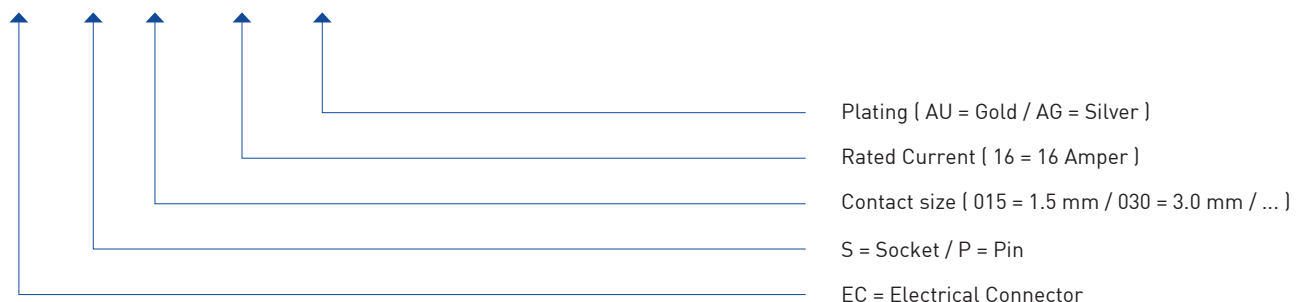 Plating ( AU = Gold / AG = Silver )
Rated Current ( 16 = 16 Amper )
Contact size ( 015 = 1.5 mm / 030 = 3.0 mm / ... )
S = Socket / P = Pin
EC = Electrical Connector